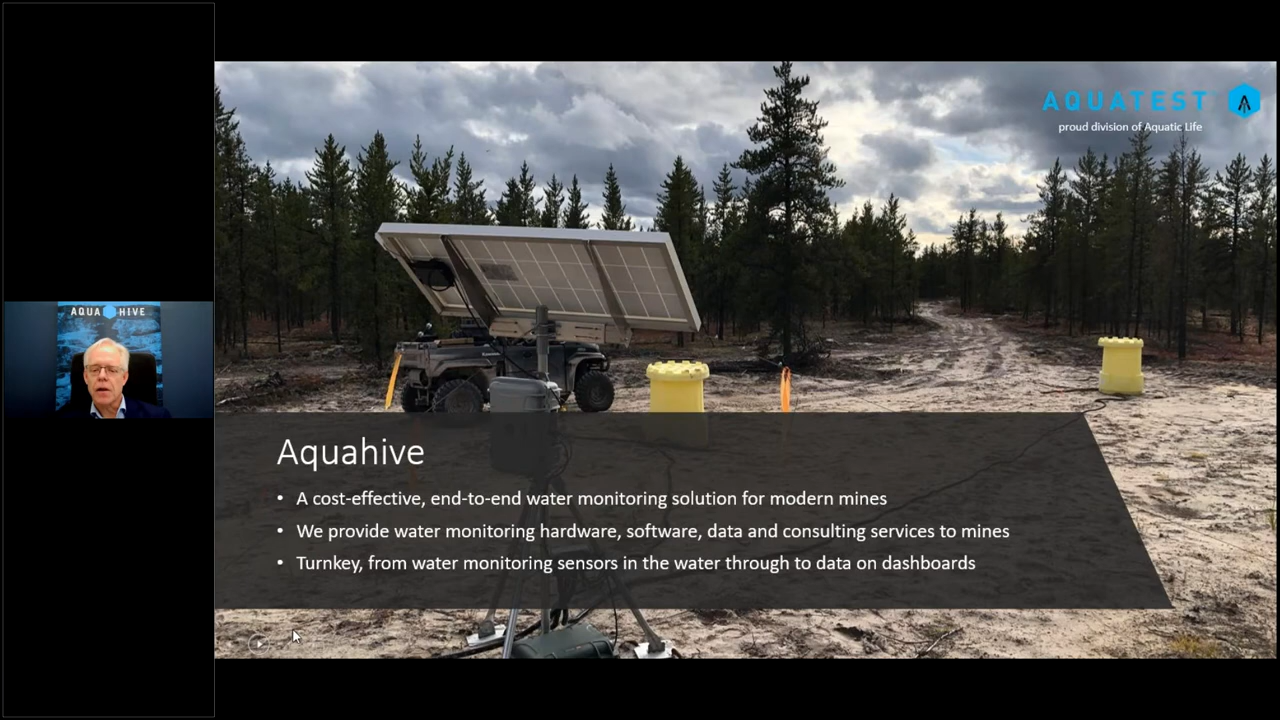 AQUATEST
proud division of Aquatic Life
AQUA HIVE
Aquahive
• A cost-effective, end-to-end water monitoring solution for modern mines
• We provide water monitoring hardware, software, data and consulting services to mines
• Turnkey, from water monitoring sensors in the water through to data on dashboards